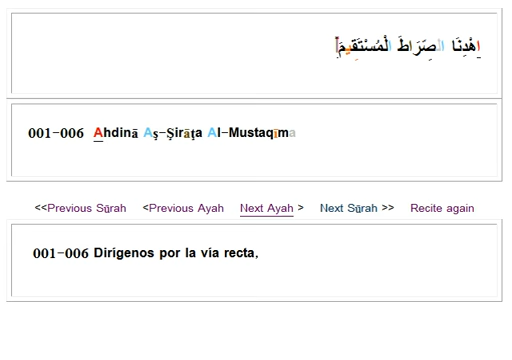 اِهْدِنَا الصِّرَاطَ الْمُسْتَقِيمَ
001-006 Ahdinā Aş-Şirāţa Al-Mustaqīma
<<Previous Sūrah <Previous Ayah Next Ayah > Next Sūrah >> Recite again
001-006 Dirígenos por la vía recta,